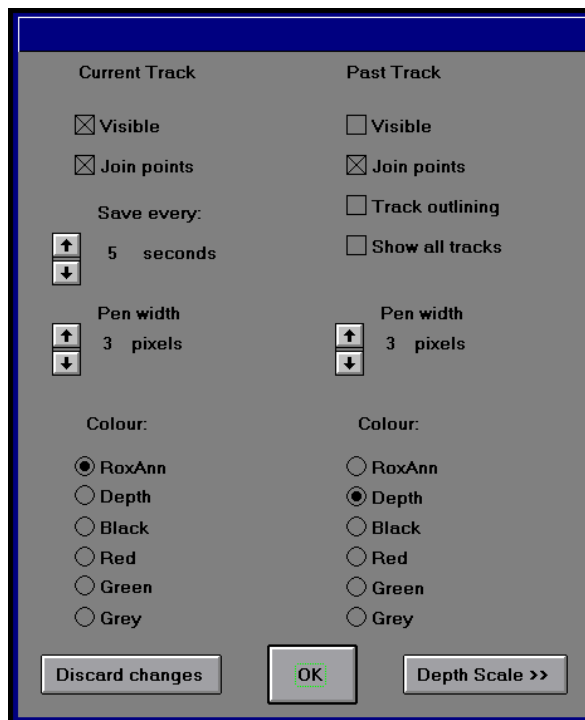 Current Track
Past Track
Visible
Visible
Join points
Join points
Save every:
Track outlining
5 seconds
Show all tracks
Pen width
Pen width
3 pixels
3 pixels
Colour:
Colour:
RoxAnn
RoxAnn
Depth
Depth
Black
Black
Red
Red
Green
Green
Grey
Grey
Discard changes
OK
Depth Scale >>